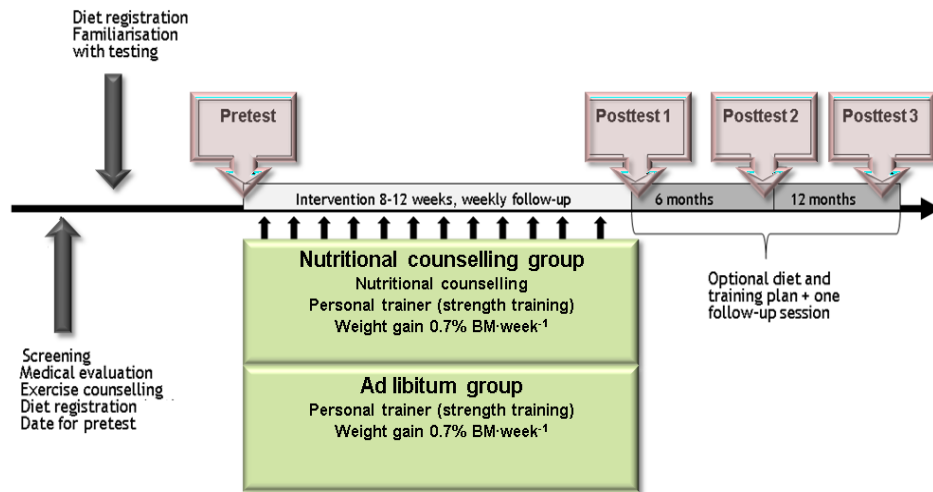 Diet registration
Familiarisation
with testing
Pretest
Posttest 1
Posttest 2
Posttest 3
Intervention 8-12 weeks, weekly follow-up
6 months
12 months
Nutritional counselling group
Nutritional counselling
Personal trainer (strength training)
Weight gain 0.7% BM·week⁻¹
Optional diet and
training plan + one
follow-up session
Screening
Medical evaluation
Exercise counselling
Diet registration
Date for pretest
Ad libitum group
Personal trainer (strength training)
Weight gain 0.7% BM·week⁻¹